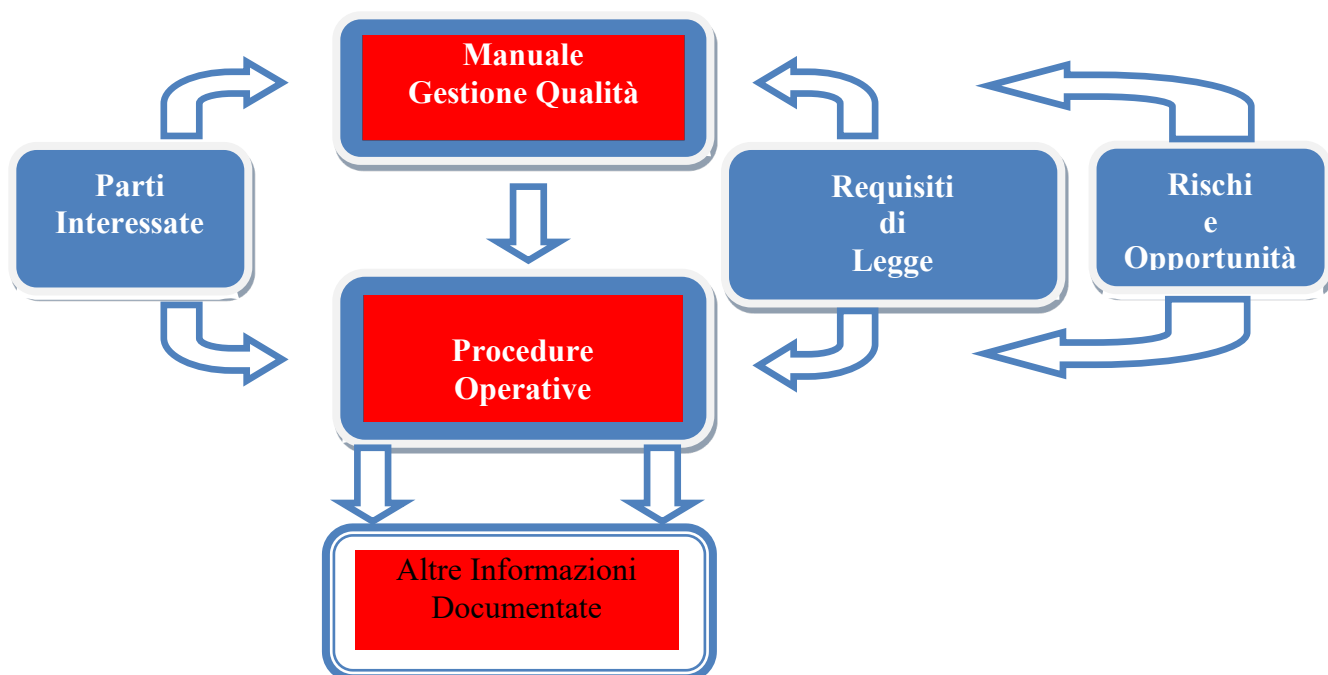 Manuale
Gestione Qualità
Parti
Interessate
Requisiti
di
Legge
Rischi
e
Opportunità
Procedure
Operative
Altre Informazioni
Documentate